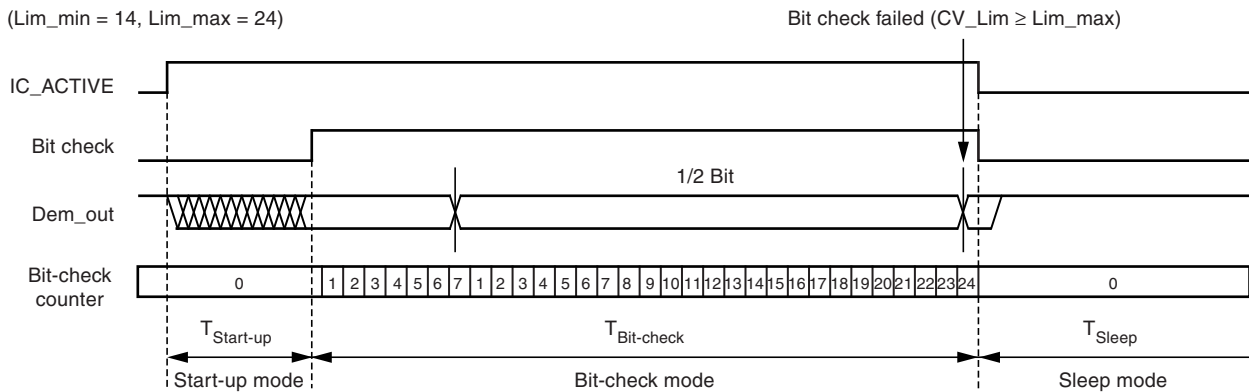 (Lim_min = 14, Lim_max = 24)
Bit check failed (CV_Lim ≥ Lim_max)
IC_ACTIVE
Bit check
1/2 Bit
Dem_out
Bit-check
counter
0 1 2 3 4 5 6 7 1 2 3 4 5 6 7 8 9 10 11 12 13 14 15 16 17 18 19 20 21 22 23 24 0
TStart-up TBit-check TSleep
Start-up mode Bit-check mode Sleep mode